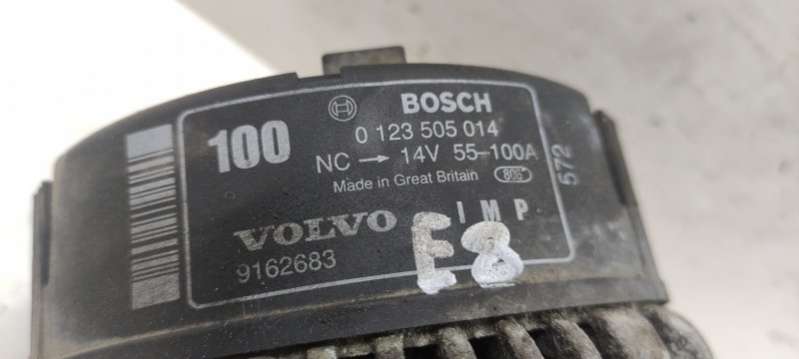 BOSCH
100
0 123 505 014
NC → 14V 55-100A
Made in Great Britain
572
VOLVO
IMP
9162683
E8